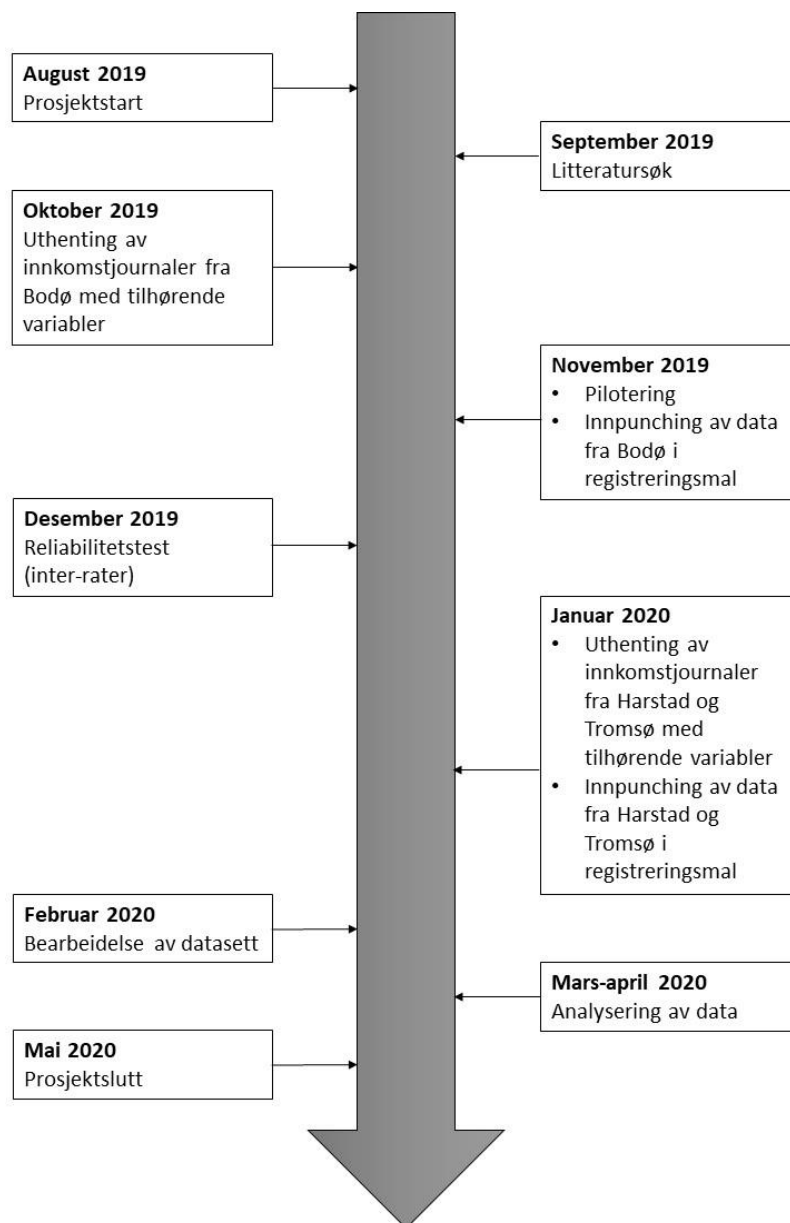 August 2019
Prosjektstart
September 2019
Litteratursøk
Oktober 2019
Uthenting av
innkomstjournaler fra
Bodø med tilhørende
variabler
November 2019
• Pilotering
• Innpunching av data
fra Bodø i
registreringsmal
Desember 2019
Reliabilitetstest
(inter-rater)
Januar 2020
• Uthenting av
innkomstjournaler
fra Harstad og
Tromsø med
tilhørende variabler
• Innpunching av data
fra Harstad og
Tromsø i
registreringsmal
Februar 2020
Bearbeidelse av datasett
Mars-april 2020
Analysering av data
Mai 2020
Prosjektslutt